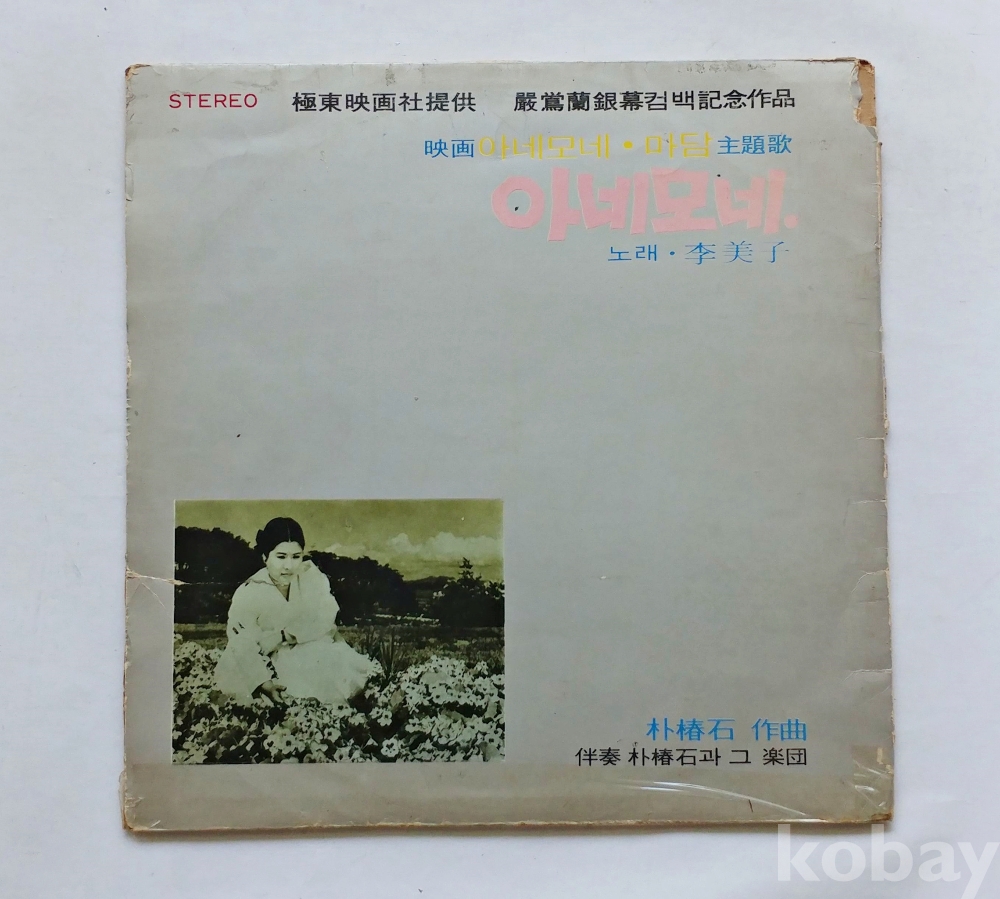 STEREO 極東映画社提供 嚴鶯蘭銀幕컴백記念作品
映画 아네모네・마담 主題歌
아네모네.
노래・李美子
朴椿石 作曲
伴奏 朴椿石과 그 楽団
kobay